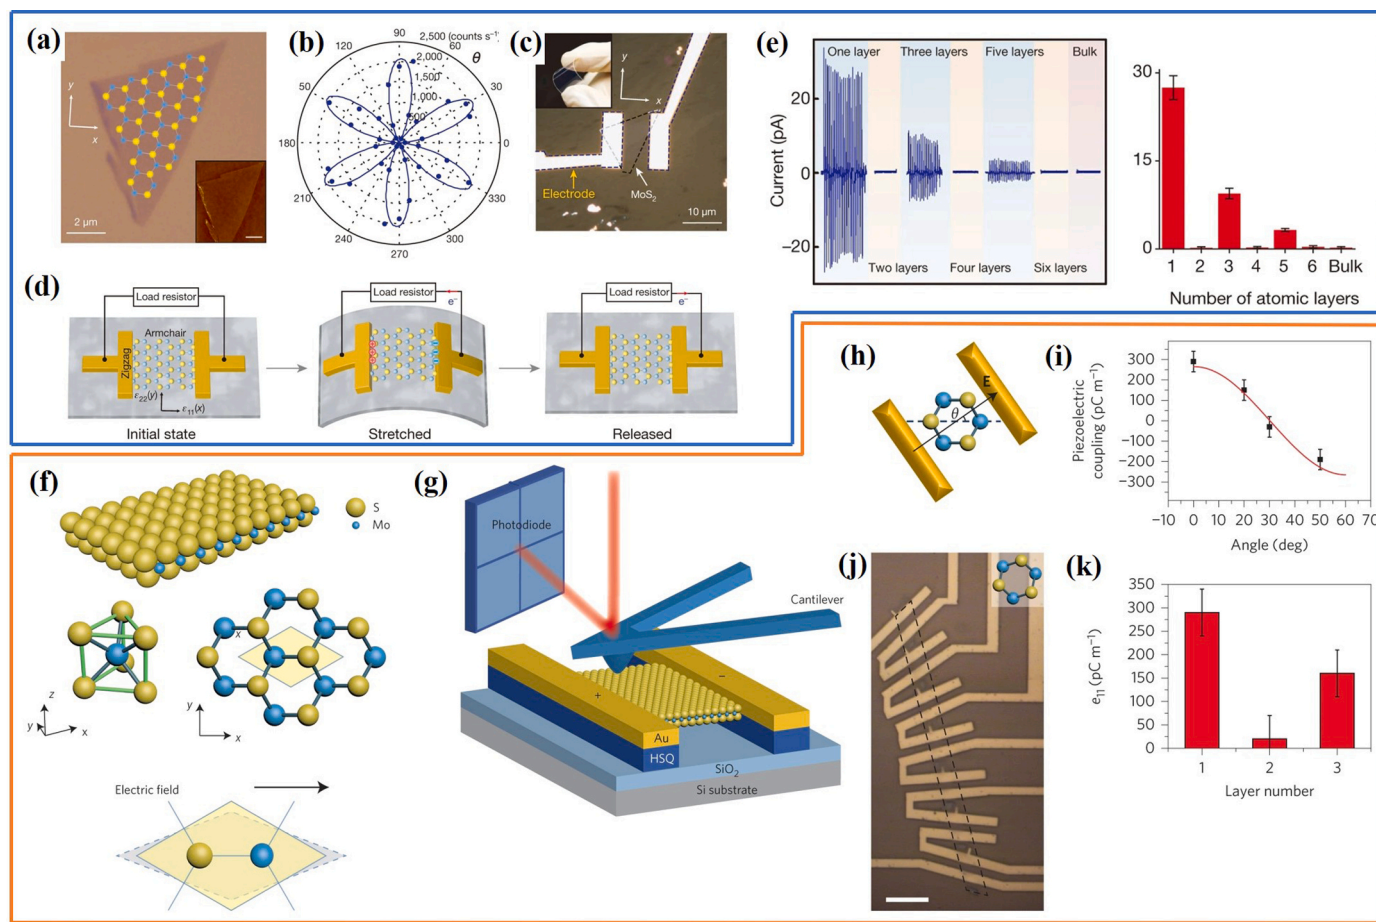 (a)
y
x
2 μm
(b)
90
2,500 (counts s⁻¹)
120
60
θ
2,000
1,500
50
30
1,000
500
180
0
210
330
240
300
270
(c)
y
x
Electrode
MoS₂
10 μm
(d)
Load resistor
Armchair
Zigzag
ε₂₂(y)
ε₁₁(x)
Initial state
Load resistor
e⁻
Stretched
Load resistor
e⁻
Released
(e)
One layer
Three layers
Five layers
Bulk
Current (pA)
20
0
−20
Two layers
Four layers
Six layers
30
15
0
1 2 3 4 5 6 Bulk
Number of atomic layers
(f)
S
Mo
x
z
y
x
y
x
Electric field
(g)
Photodiode
Cantilever
+
−
Au
HSQ
SiO₂
Si substrate
(h)
E
θ
(i)
Piezoelectric
coupling (pC m⁻¹)
300
200
100
0
−100
−200
−300
−10 0 10 20 30 40 50 60 70
Angle (deg)
(j)
(k)
e₁₁ (pC m⁻¹)
350
300
250
200
150
100
50
0
1 2 3
Layer number